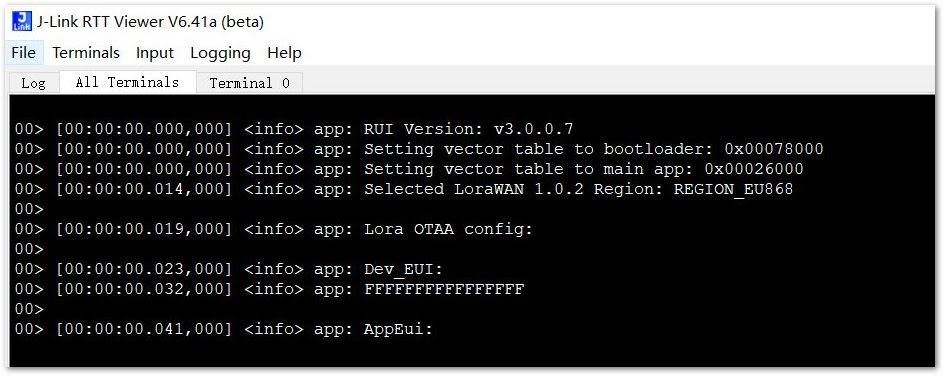 J-Link RTT Viewer V6.41a (beta)
File Terminals Input Logging Help
Log All Terminals Terminal 0
00> [00:00:00.000,000] <info> app: RUI Version: v3.0.0.7
00> [00:00:00.000,000] <info> app: Setting vector table to bootloader: 0x00078000
00> [00:00:00.000,000] <info> app: Setting vector table to main app: 0x00026000
00> [00:00:00.014,000] <info> app: Selected LoraWAN 1.0.2 Region: REGION_EU868
00>
00> [00:00:00.019,000] <info> app: Lora OTAA config:
00>
00> [00:00:00.023,000] <info> app: Dev_EUI:
00> [00:00:00.032,000] <info> app: FFFFFFFFFFFFFFFF
00>
00> [00:00:00.041,000] <info> app: AppEui: